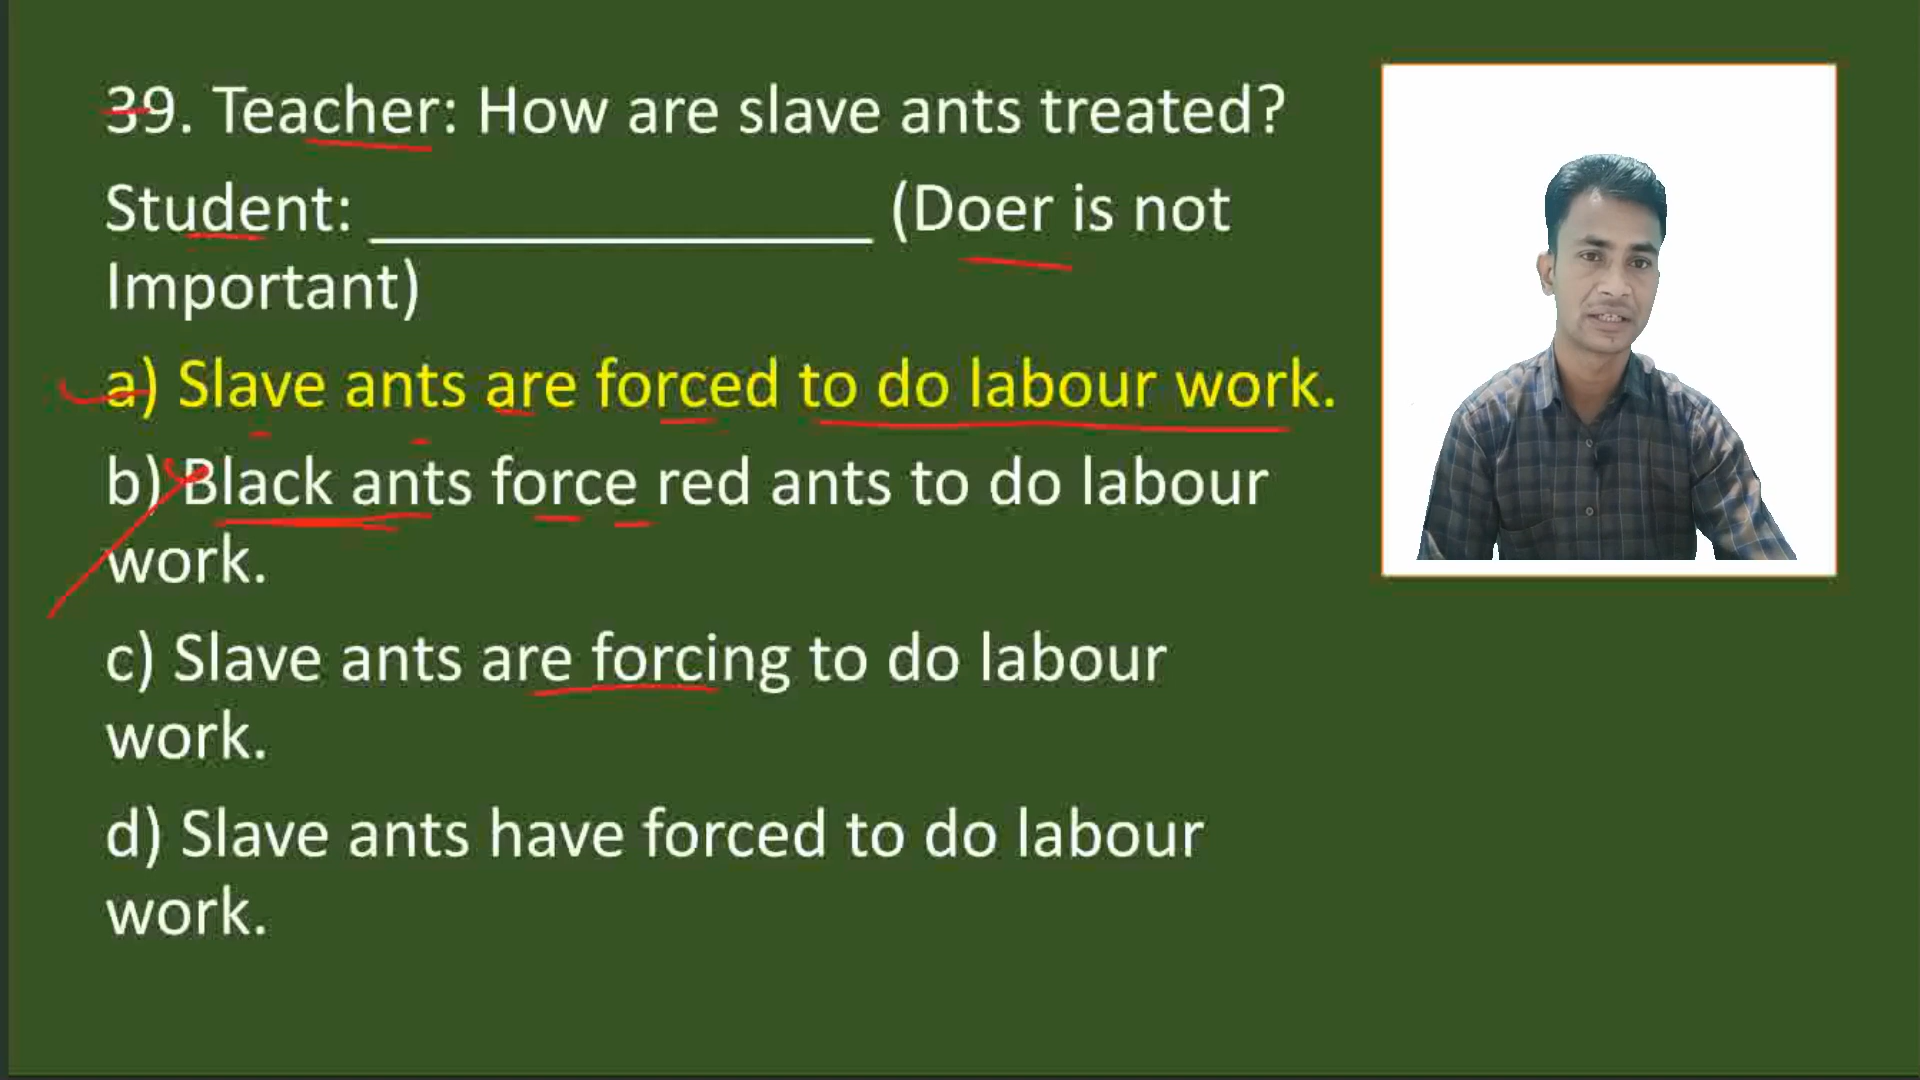 39. Teacher: How are slave ants treated?
Student: _______________ (Doer is not
Important)
a) Slave ants are forced to do labour work.
b) Black ants force red ants to do labour
work.
c) Slave ants are forcing to do labour
work.
d) Slave ants have forced to do labour
work.